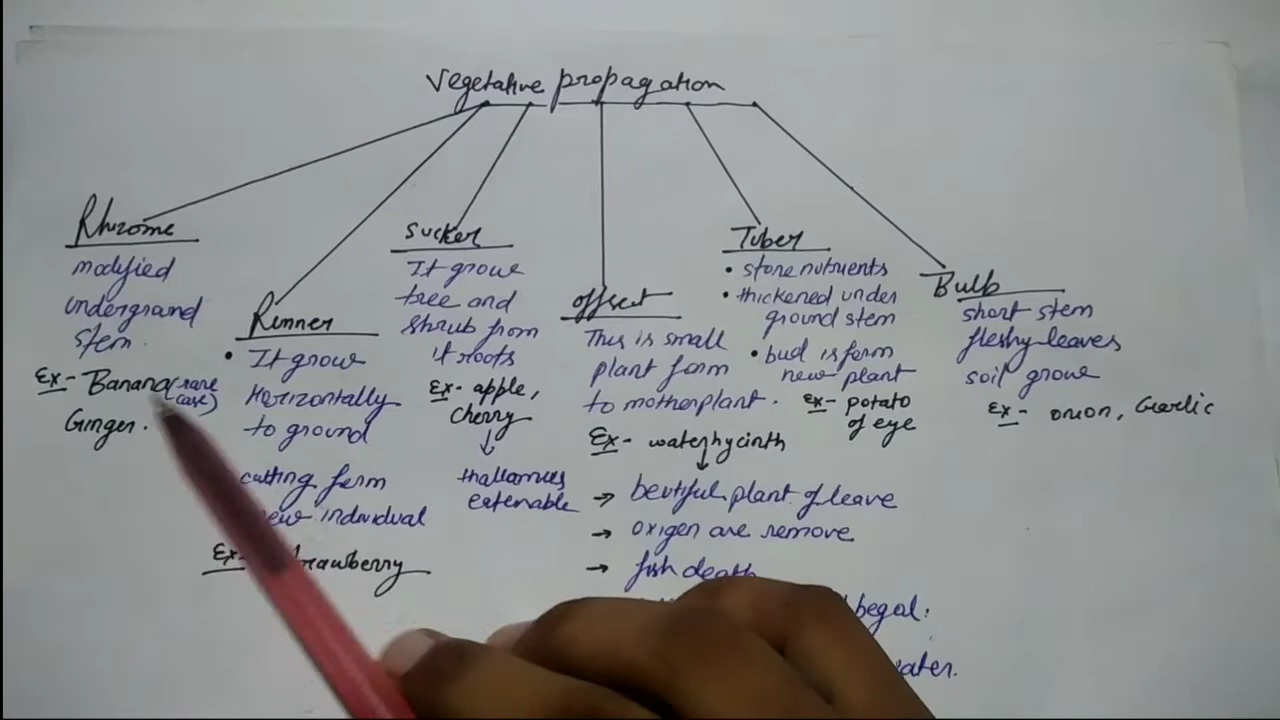 Vegetative propagation
Rhizome
modified
underground
stem.
Ex- Banana (rare
case)
Ginger.
Runner
• It grow
Horizontally
to ground
cutting form
new individual
Ex- Strawberry
Sucker
It grow
tree and
shrub from
it roots
Ex- apple,
cherry
↓
thallamus
eatenable
offset
This is small
plant form
to motherplant.
Ex- waterhycinth
↓
→ beutiful plant of leave
→ oxigen are remove
→ fish death
begal.
water.
Tuber
• store nutrients
• thickened under
ground stem
• bud is form
new plant
Ex- potato
of eye
Bulb
short stem
fleshy leaves
soil grow
Ex- onion, Garlic